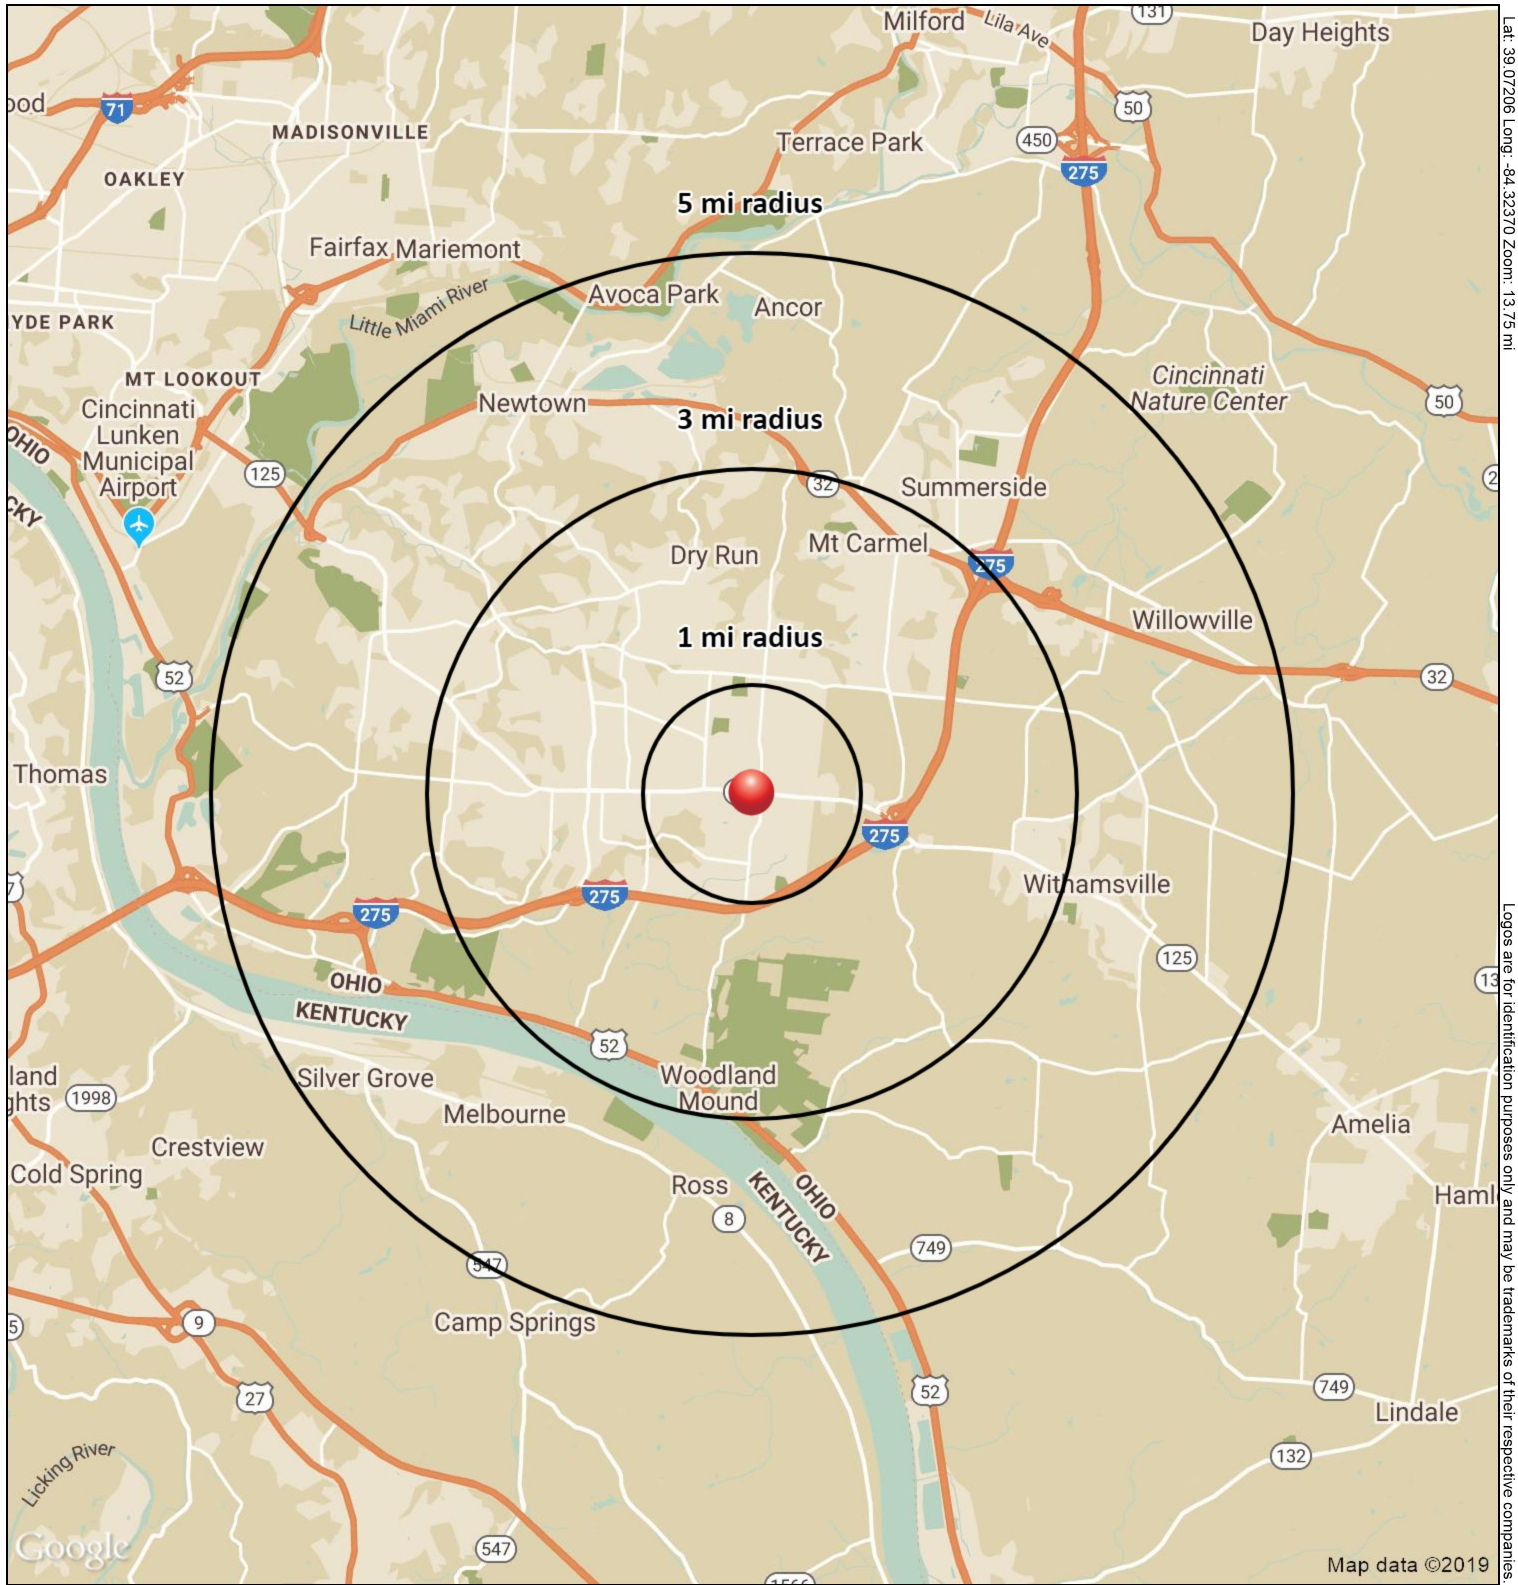 Milford
Lila Ave
131
Day Heights
71
50
MADISONVILLE
Terrace Park
450
275
OAKLEY
5 mi radius
Fairfax
Mariemont
Little Miami River
Avoca Park
Ancor
YDE PARK
MT LOOKOUT
Cincinnati
Nature Center
50
Newtown
3 mi radius
Cincinnati
Lunken
Municipal
Airport
OHIO
CKY
125
32
Summerside
Mt Carmel
Dry Run
275
Willowville
1 mi radius
52
32
Thomas
275
Withamsville
275
275
125
OHIO
KENTUCKY
52
Silver Grove
Woodland
Mound
1998
Melbourne
Amelia
Crestview
Cold Spring
Ross
8
OHIO
KENTUCKY
749
547
Camp Springs
9
27
52
749
Lindale
132
Licking River
547
Google
Map data ©2019
Lat: 39.07206 Long: -84.32370 Zoom: 13.75 mi
Logos are for identification purposes only and may be trademarks of their respective companies.